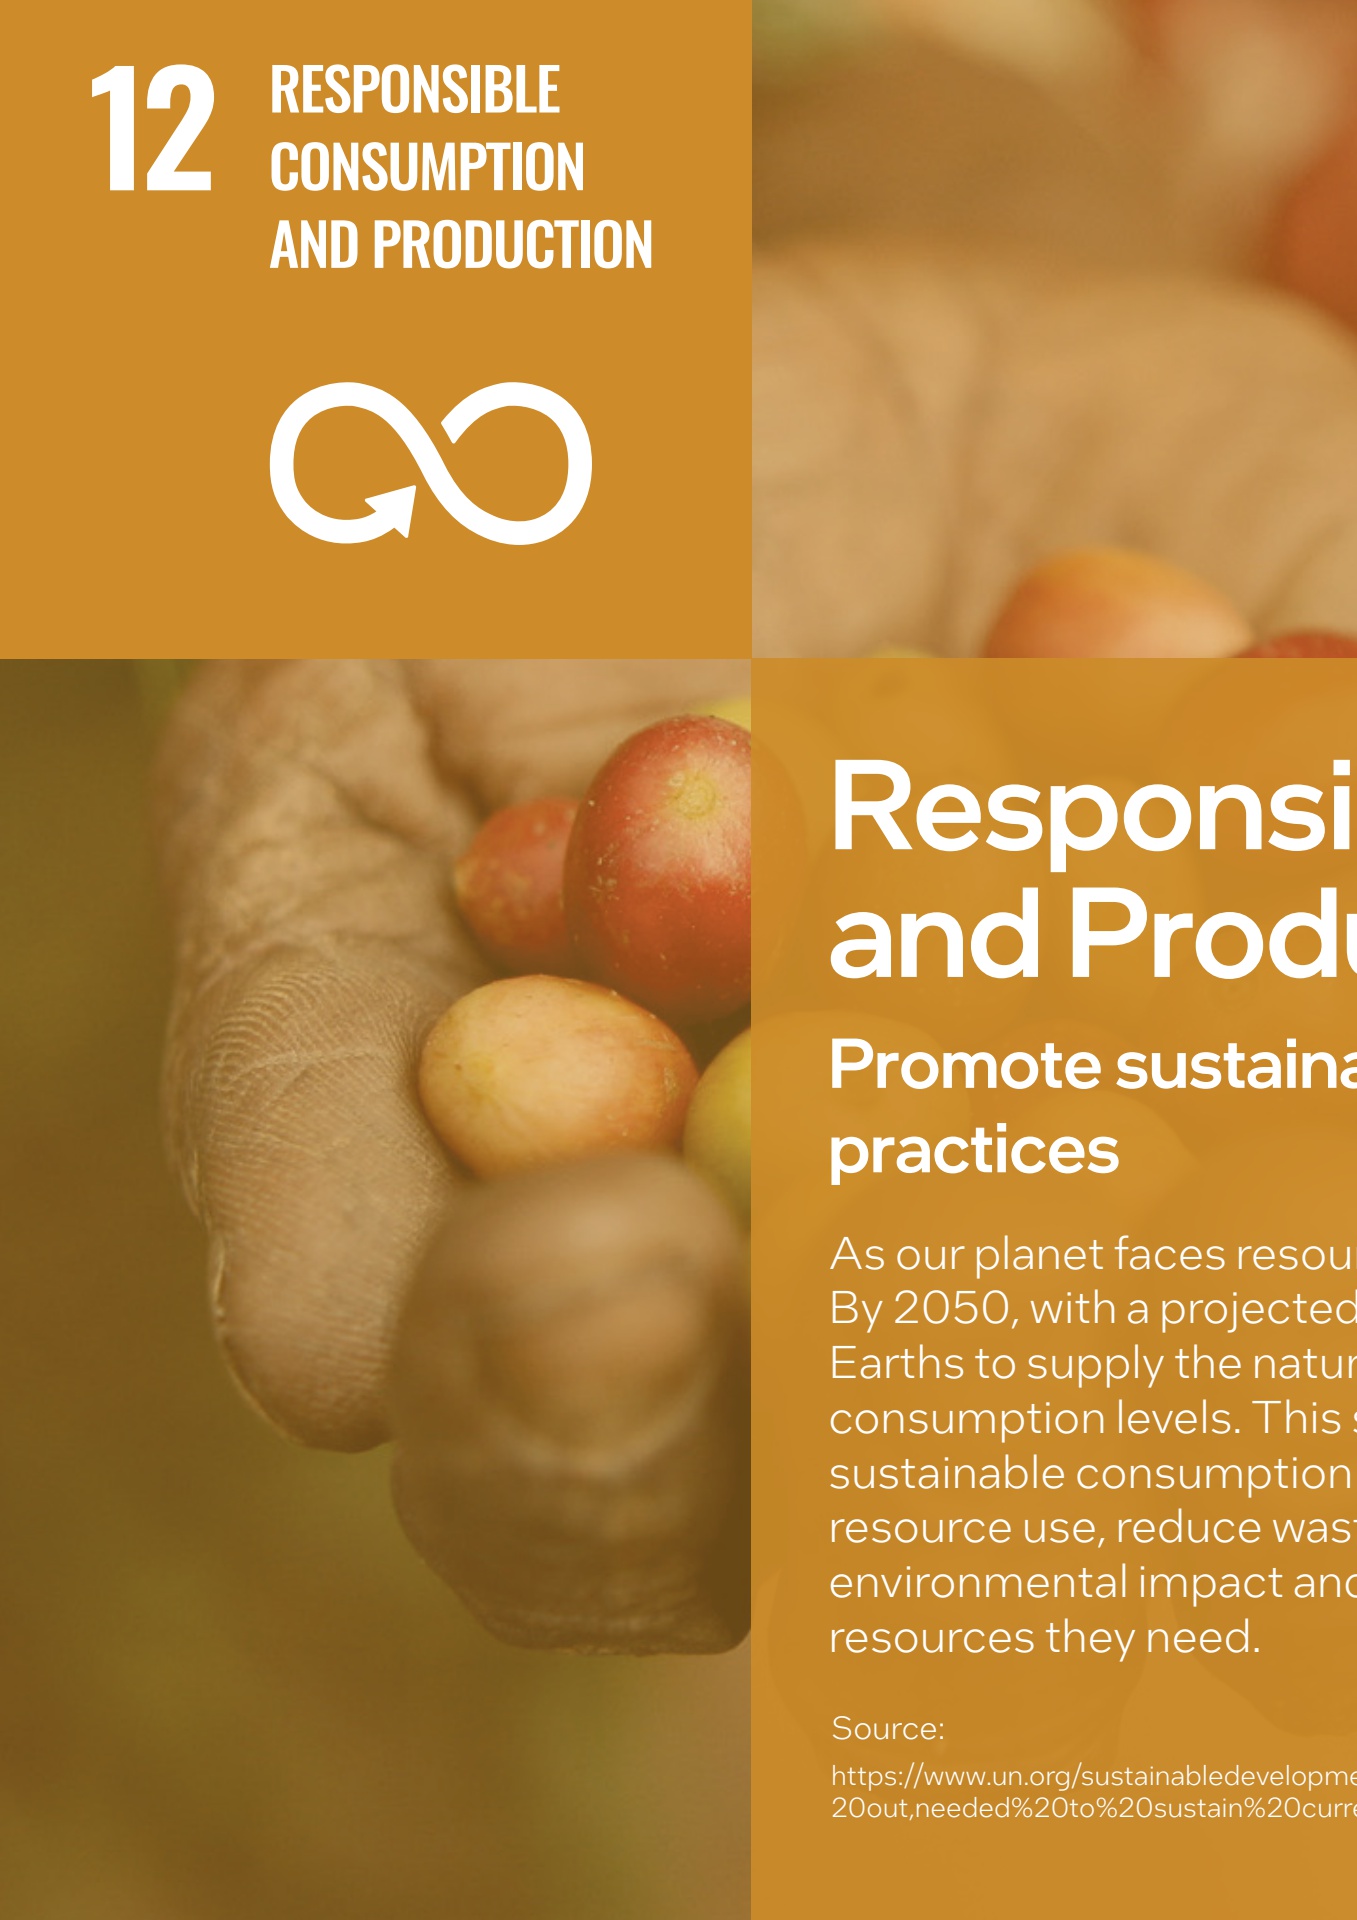 12
RESPONSIBLE
CONSUMPTION
AND PRODUCTION
Responsi
and Produ
Promote sustaina
practices
As our planet faces resour
By 2050, with a projected
Earths to supply the natur
consumption levels. This s
sustainable consumption
resource use, reduce wast
environmental impact and
resources they need.
Source:
https://www.un.org/sustainabledevelopme
20out,needed%20to%20sustain%20curre